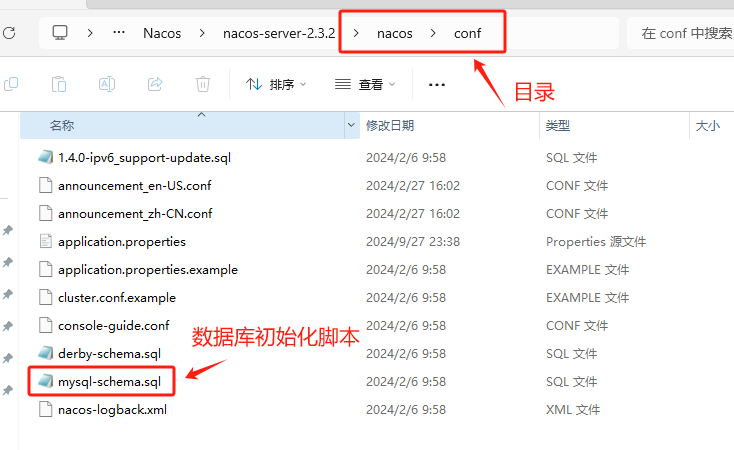 Nacos nacos-server-2.3.2 nacos conf 在 conf 中搜索
排序 查看
目录
名称 修改日期 类型 大小
1.4.0-ipv6_support-update.sql 2024/2/6 9:58 SQL 文件
announcement_en-US.conf 2024/2/27 16:02 CONF 文件
announcement_zh-CN.conf 2024/2/27 16:02 CONF 文件
application.properties 2024/9/27 23:38 Properties 源文件
application.properties.example 2024/2/6 9:58 EXAMPLE 文件
cluster.conf.example 2024/2/6 9:58 EXAMPLE 文件
console-guide.conf 2024/2/6 9:58 CONF 文件
数据库初始化脚本
derby-schema.sql 2024/2/6 9:58 SQL 文件
mysql-schema.sql 2024/2/6 9:58 SQL 文件
nacos-logback.xml 2024/2/6 9:58 XML 文件